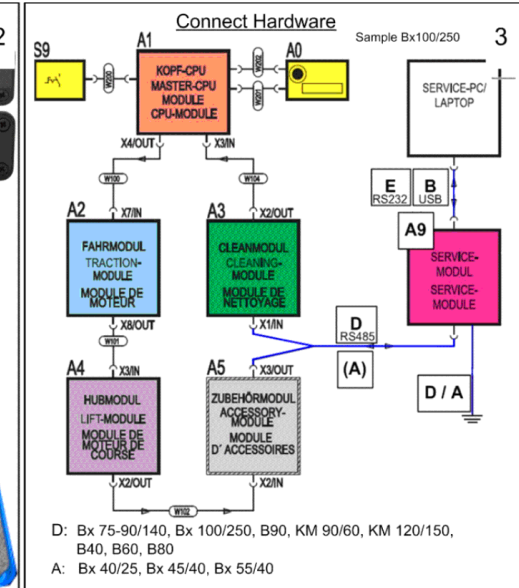 2
Connect Hardware
Sample Bx100/250
3
S9
A1
A0
KOPF-CPU
MASTER-CPU
MODULE
CPU-MODULE
W200
W202
W201
SERVICE-PC/
LAPTOP
X4/OUT
X3/IN
W100
W104
E
RS232
B
USB
A2
X7/IN
A3
X2/OUT
A9
FAHRMODUL
TRACTION-
MODULE
MODULE DE
MOTEUR
CLEANMODUL
CLEANING-
MODULE
MODULE DE
NETTOYAGE
SERVICE-
MODUL
SERVICE-
MODULE
X8/OUT
X1/IN
W101
D
RS485
(A)
A4
X3/IN
A5
X3/OUT
D / A
HUBMODUL
LIFT-MODULE
MODULE DE
MOTEUR DE
COURSE
ZUBEHÖRMODUL
ACCESSORY-
MODULE
MODULE
D´ACCESSOIRES
X2/OUT
X2/IN
W102
D: Bx 75-90/140, Bx 100/250, B90, KM 90/60, KM 120/150,
B40, B60, B80
A: Bx 40/25, Bx 45/40, Bx 55/40